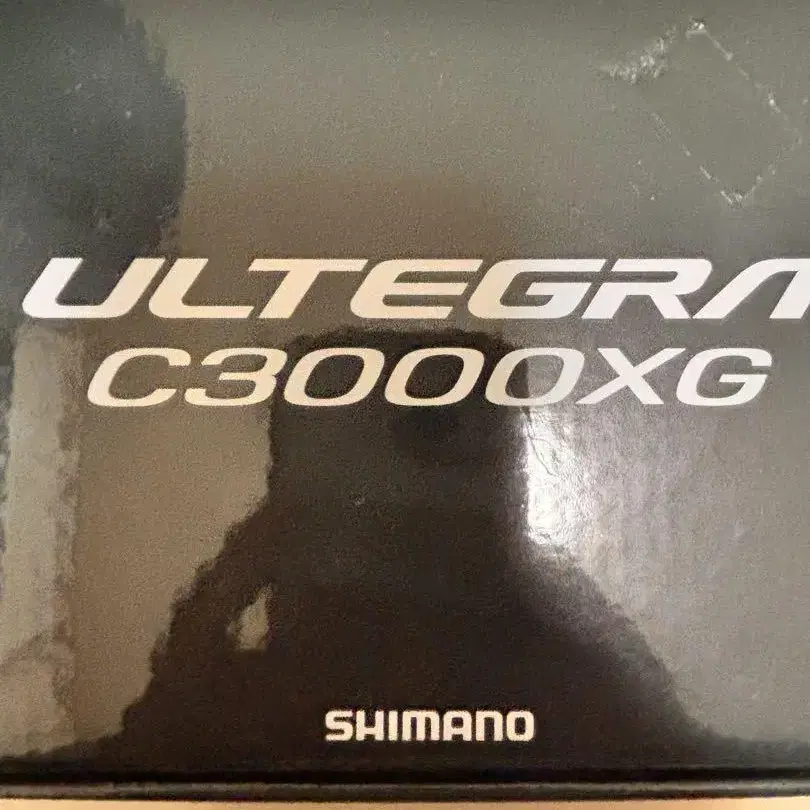 ULTEGRA
C3000XG
SHIMANO